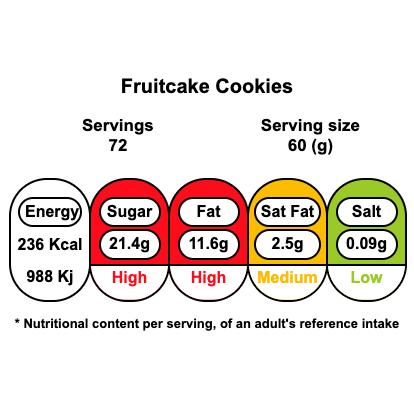 Fruitcake Cookies
Servings
72
Serving size
60 (g)
Energy Sugar Fat Sat Fat Salt
236 Kcal 21.4g 11.6g 2.5g 0.09g
988 Kj High High Medium Low
* Nutritional content per serving, of an adult's reference intake